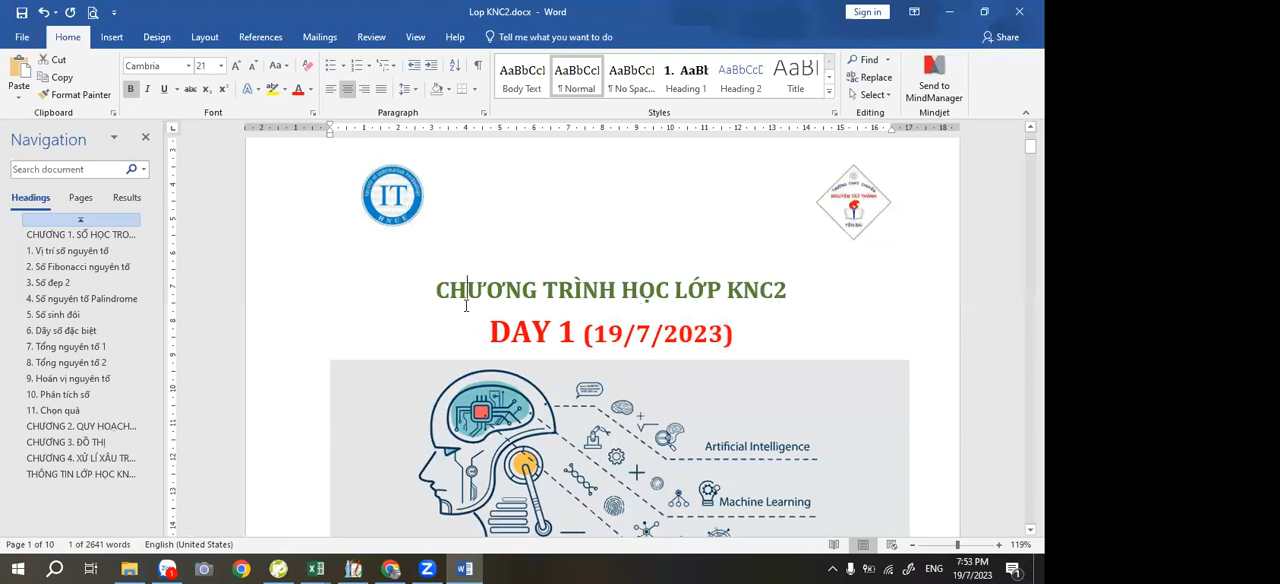 Lop KNC2.docx - Word
Sign in
File Home Insert Design Layout References Mailings Review View Help Tell me what you want to do Share
Paste
Cut
Copy
Format Painter
Clipboard
Cambria 21
Font
Paragraph
AaBbCcI Body Text
AaBbCcI ¶ Normal
AaBbCcI ¶ No Spac...
1. AaBb Heading 1
AaBbCcD Heading 2
AaBl Title
Styles
Find
Replace
Select
Editing
Send to
MindManager
Mindjet
Navigation
Search document
Headings Pages Results
CHƯƠNG 1. SỐ HỌC TRO...
1. Vị trí số nguyên tố
2. Số Fibonacci nguyên tố
3. Số đẹp 2
4. Số nguyên tố Palindrome
5. Số sinh đôi
6. Dãy số đặc biệt
7. Tổng nguyên tố 1
8. Tổng nguyên tố 2
9. Hoán vị nguyên tố
10. Phân tích số
11. Chọn quà
CHƯƠNG 2. QUY HOẠCH...
CHƯƠNG 3. ĐỒ THỊ
CHƯƠNG 4. XỬ LÍ XÂU TR...
THÔNG TIN LỚP HỌC KN...
IT
HNUE
NGUYỄN TẤT THÀNH
YÊN BÁI
CHƯƠNG TRÌNH HỌC LỚP KNC2
DAY 1 (19/7/2023)
Artificial Intelligence
Machine Learning
Page 1 of 10 1 of 2641 words English (United States)
119%
ENG
7:53 PM
19/7/2023